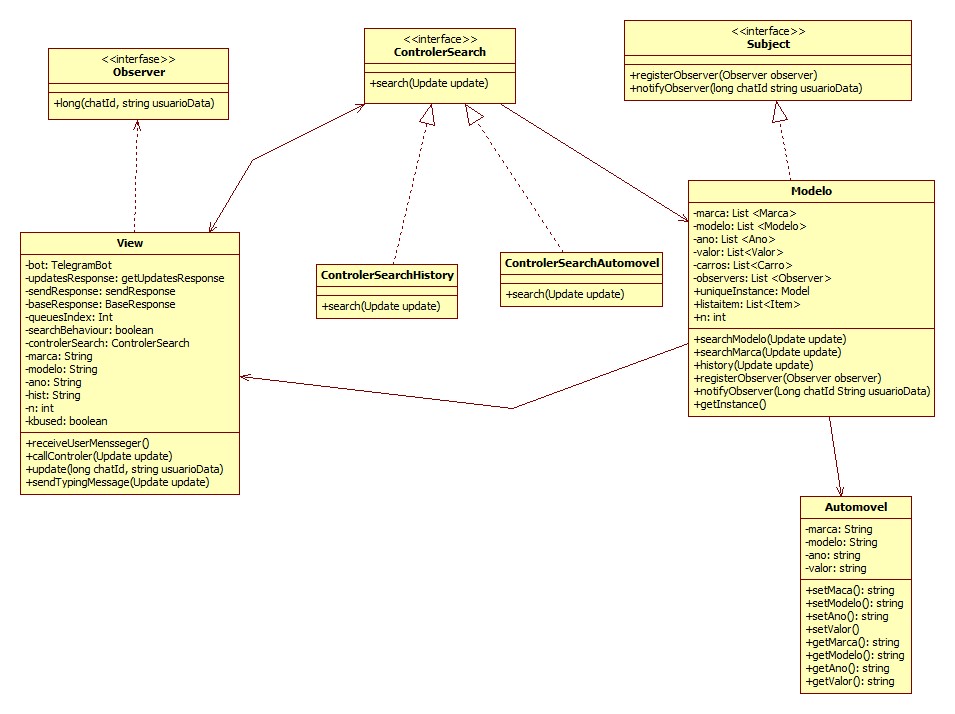 <<interfase>>
Observer
+long(chatId, string usuarioData)
<<interface>>
ControlerSearch
+search(Update update)
<<interface>>
Subject
+registerObserver(Observer observer)
+notifyObserver(long chatId string usuarioData)
View
-bot: TelegramBot
-updatesResponse: getUpdatesResponse
-sendResponse: sendResponse
-baseResponse: BaseResponse
-queuesIndex: Int
-searchBehaviour: boolean
-controlerSearch: ControlerSearch
-marca: String
-modelo: String
-ano: String
-hist: String
-n: int
-kbused: boolean
+receiveUserMensseger()
+callControler(Update update)
+update(long chatId, string usuarioData)
+sendTypingMessage(Update update)
ControlerSearchHistory
+search(Update update)
ControlerSearchAutomovel
+search(Update update)
Modelo
-marca: List <Marca>
-modelo: List <Modelo>
-ano: List <Ano>
-valor: List<Valor>
-carros: List<Carro>
-observers: List <Observer>
+uniqueInstance: Model
+listaitem: List<Item>
+n: int
+searchModelo(Update update)
+searchMarca(Update update)
+history(Update update)
+registerObserver(Observer observer)
+notifyObserver(Long chatId String usuarioData)
+getInstance()
Automovel
-marca: String
-modelo: String
-ano: string
-valor: string
+setMaca(): string
+setModelo(): string
+setAno(): string
+setValor()
+getMarca(): string
+getModelo(): string
+getAno(): string
+getValor(): string